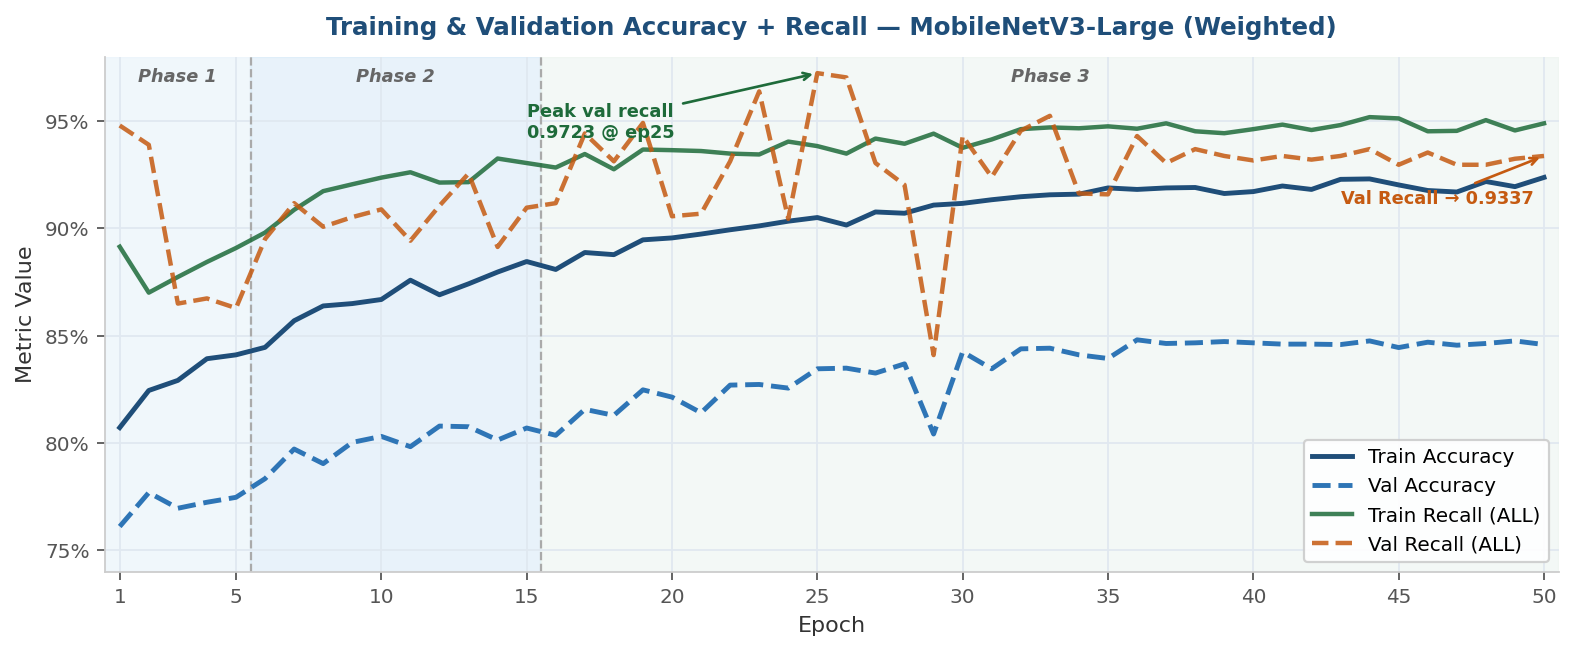 Training & Validation Accuracy + Recall — MobileNetV3-Large (Weighted)
Phase 1
Phase 2
Phase 3
Peak val recall
0.9723 @ ep25
Val Recall → 0.9337
Metric Value
95%
90%
85%
80%
75%
Train Accuracy
Val Accuracy
Train Recall (ALL)
Val Recall (ALL)
1 5 10 15 20 25 30 35 40 45 50
Epoch